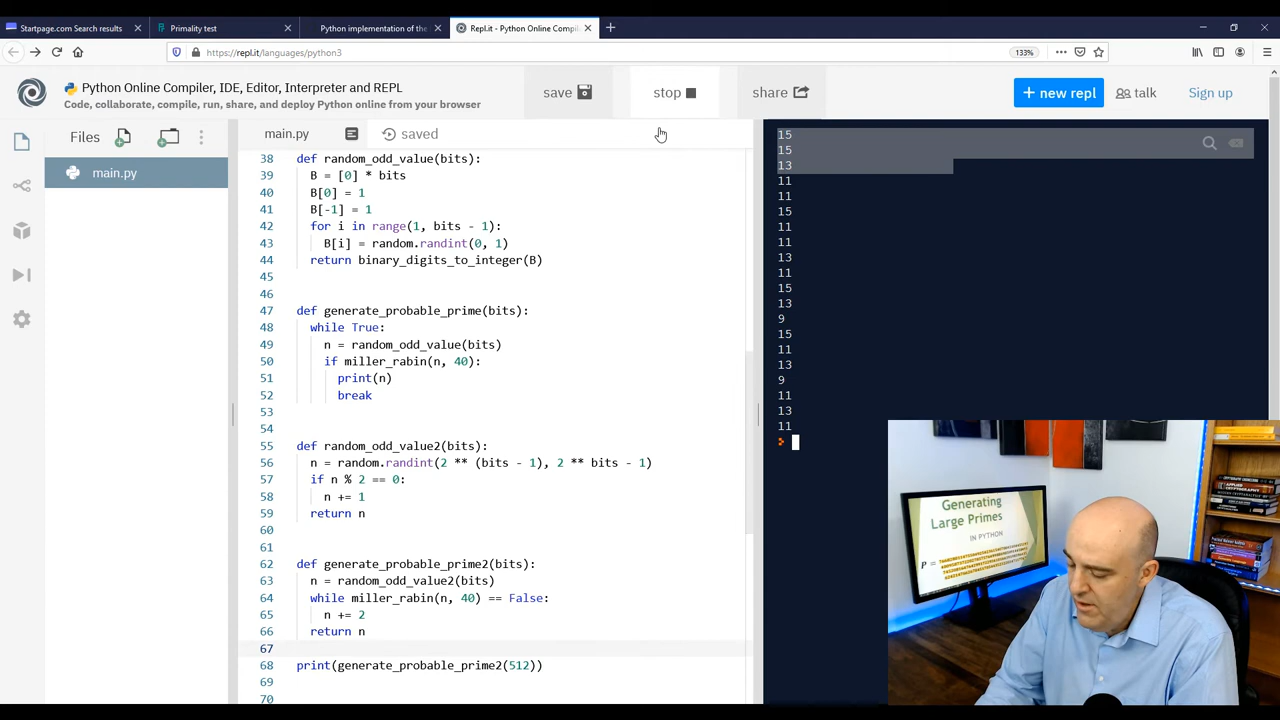 Startpage.com Search results
Primality test
Python implementation of the
Repl.it - Python Online Compil
https://repl.it/languages/python3
133%
Python Online Compiler, IDE, Editor, Interpreter and REPL
Code, collaborate, compile, run, share, and deploy Python online from your browser
save
stop
share
+ new repl
talk
Sign up
Files
main.py
saved
main.py
38 def random_odd_value(bits):
39 B = [0] * bits
40 B[0] = 1
41 B[-1] = 1
42 for i in range(1, bits - 1):
43 B[i] = random.randint(0, 1)
44 return binary_digits_to_integer(B)
45
46
47 def generate_probable_prime(bits):
48 while True:
49 n = random_odd_value(bits)
50 if miller_rabin(n, 40):
51 print(n)
52 break
53
54
55 def random_odd_value2(bits):
56 n = random.randint(2 ** (bits - 1), 2 ** bits - 1)
57 if n % 2 == 0:
58 n += 1
59 return n
60
61
62 def generate_probable_prime2(bits):
63 n = random_odd_value2(bits)
64 while miller_rabin(n, 40) == False:
65 n += 2
66 return n
67
68 print(generate_probable_prime2(512))
69
70
15
15
13
11
11
15
11
11
13
11
15
13
9
15
11
13
9
11
13
11
Generating
Large Primes
IN PYTHON
P =